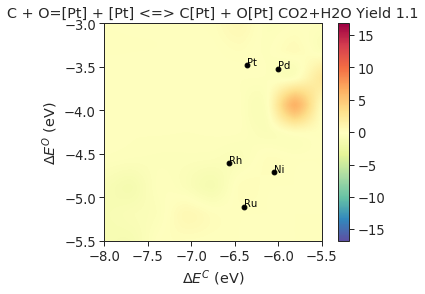 C + O=[Pt] + [Pt] <=> C[Pt] + O[Pt] CO2+H2O Yield 1.1
−3.0
−3.5
−4.0
−4.5
−5.0
−5.5
ΔE^O (eV)
Pt
Pd
Rh
Ni
Ru
−8.0 −7.5 −7.0 −6.5 −6.0 −5.5
ΔE^C (eV)
15
10
5
0
−5
−10
−15